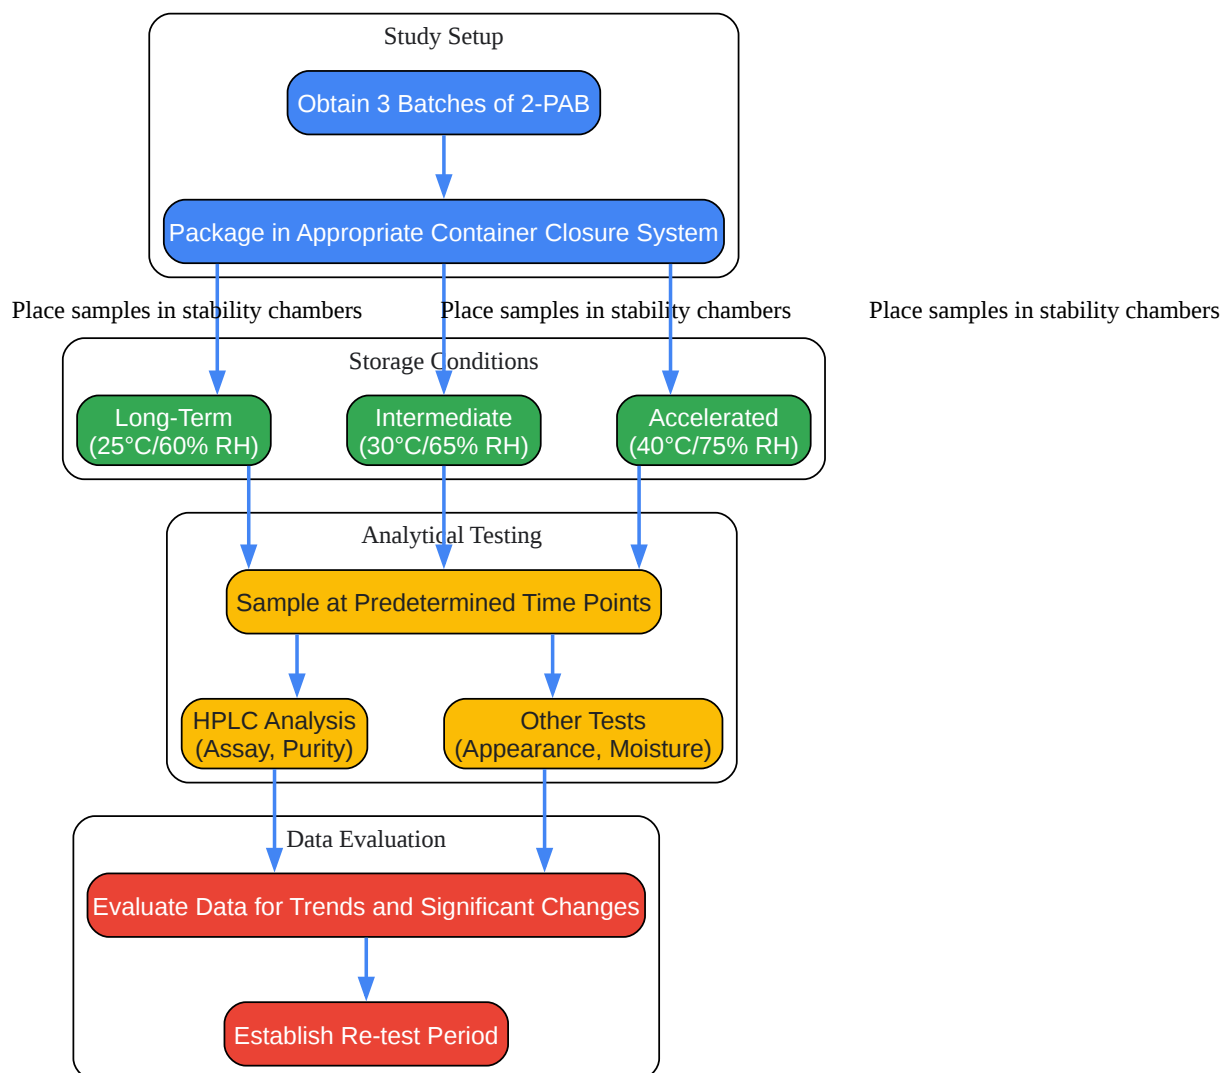 Study Setup
Obtain 3 Batches of 2-PAB
Package in Appropriate Container Closure System
Place samples in stability chambers
Place samples in stability chambers
Place samples in stability chambers
Storage Conditions
Long-Term
(25°C/60% RH)
Intermediate
(30°C/65% RH)
Accelerated
(40°C/75% RH)
Analytical Testing
Sample at Predetermined Time Points
HPLC Analysis
(Assay, Purity)
Other Tests
(Appearance, Moisture)
Data Evaluation
Evaluate Data for Trends and Significant Changes
Establish Re-test Period